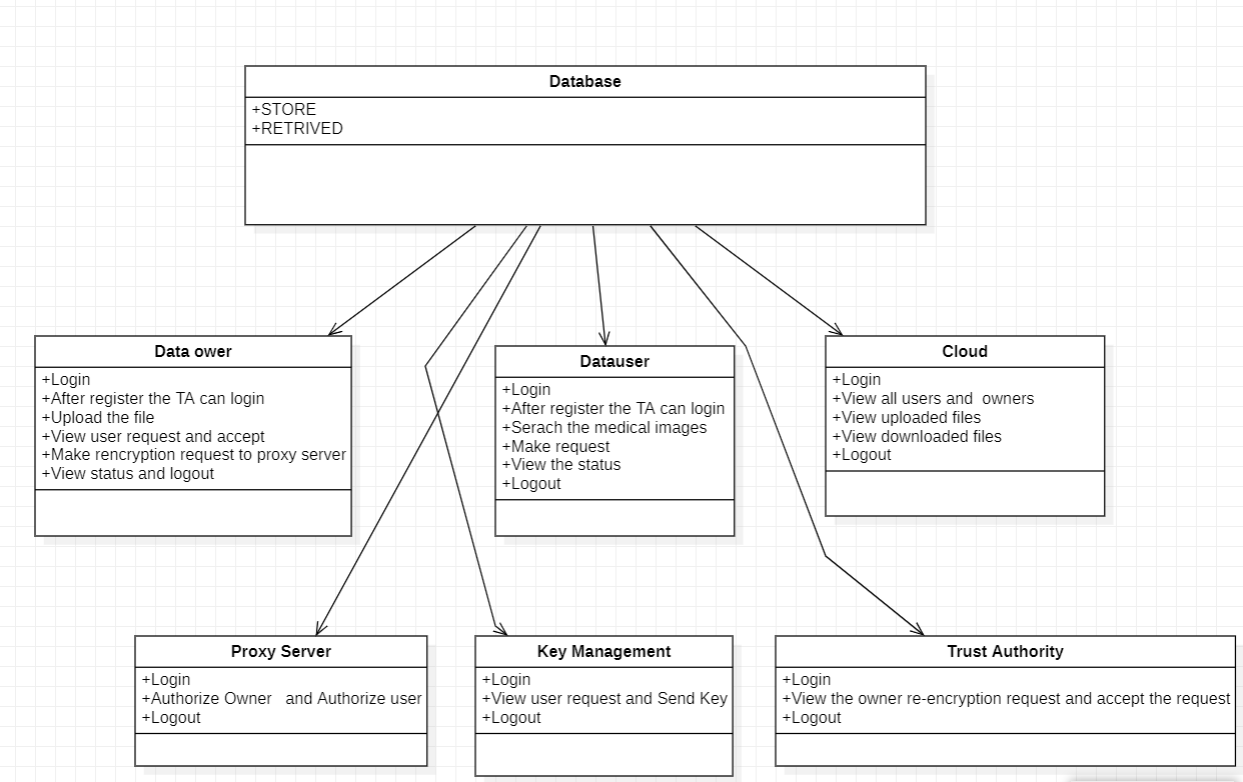 Database
+STORE
+RETRIVED
Data ower
+Login
+After register the TA can login
+Upload the file
+View user request and accept
+Make rencryption request to proxy server
+View status and logout
Datauser
+Login
+After register the TA can login
+Serach the medical images
+Make request
+View the status
+Logout
Cloud
+Login
+View all users and  owners
+View uploaded files
+View downloaded files
+Logout
Proxy Server
+Login
+Authorize Owner   and Authorize user
+Logout
Key Management
+Login
+View user request and Send Key
+Logout
Trust Authority
+Login
+View the owner re-encryption request and accept the request
+Logout